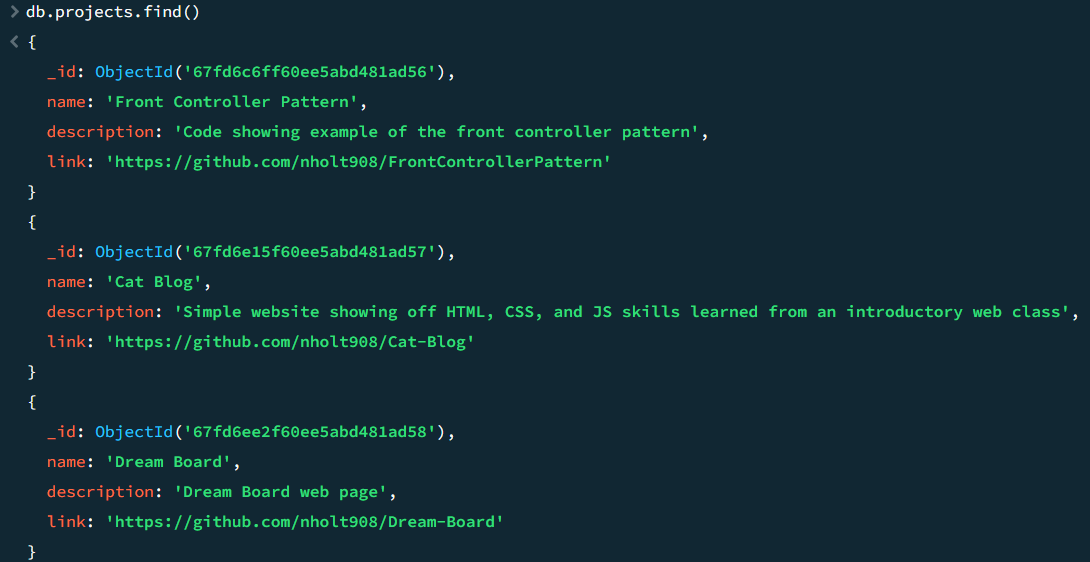 > db.projects.find()
< {
_id: ObjectId('67fd6c6ff60ee5abd481ad56'),
name: 'Front Controller Pattern',
description: 'Code showing example of the front controller pattern',
link: 'https://github.com/nholt908/FrontControllerPattern'
}
{
_id: ObjectId('67fd6e15f60ee5abd481ad57'),
name: 'Cat Blog',
description: 'Simple website showing off HTML, CSS, and JS skills learned from an introductory web class',
link: 'https://github.com/nholt908/Cat-Blog'
}
{
_id: ObjectId('67fd6ee2f60ee5abd481ad58'),
name: 'Dream Board',
description: 'Dream Board web page',
link: 'https://github.com/nholt908/Dream-Board'
}